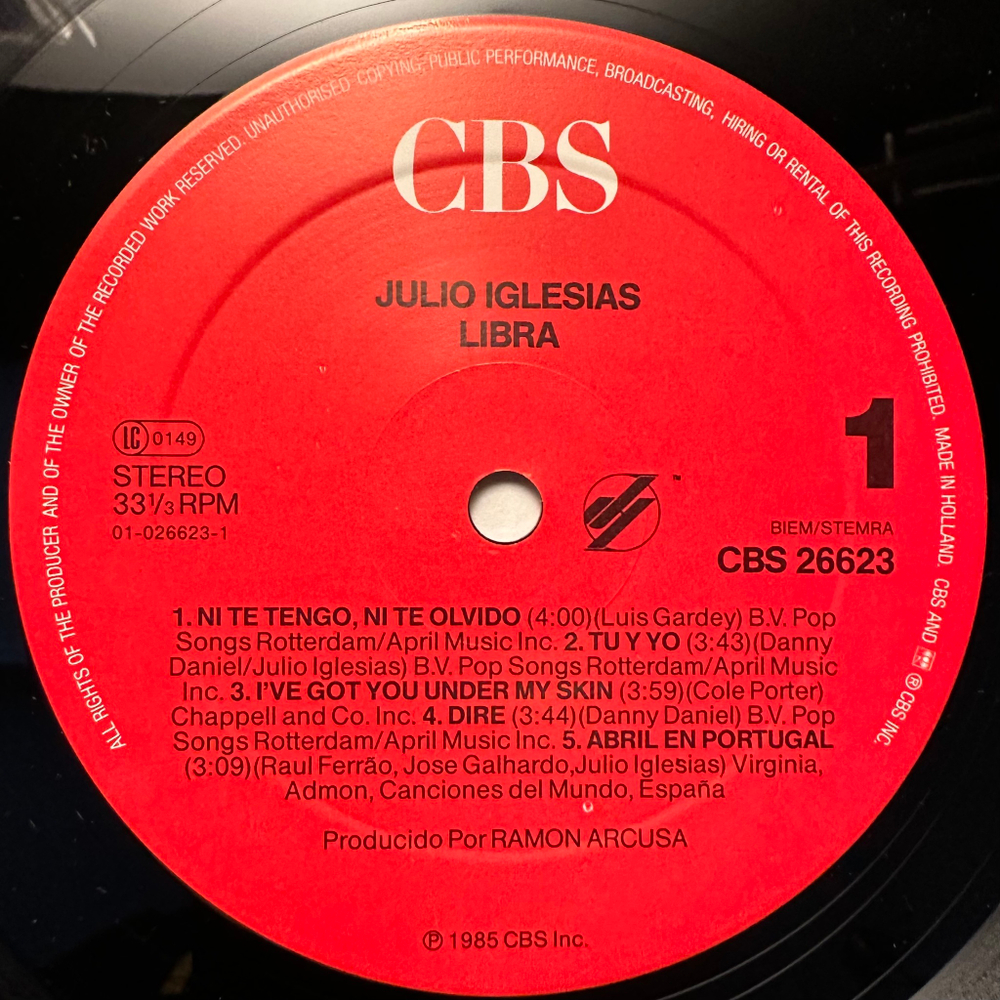 ALL RIGHTS OF THE PRODUCER AND OF THE OWNER OF THE RECORDED WORK RESERVED. UNAUTHORISED COPYING, PUBLIC PERFORMANCE, BROADCASTING, HIRING OR RENTAL OF THIS RECORDING PROHIBITED. MADE IN HOLLAND. CBS AND ® CBS INC.
CBS
JULIO IGLESIAS
LIBRA
1
LC 0149
STEREO
33⅓ RPM
01-026623-1
™
BIEM/STEMRA
CBS 26623
1. NI TE TENGO, NI TE OLVIDO (4:00)(Luis Gardey) B.V. Pop
Songs Rotterdam/April Music Inc. 2. TU Y YO (3:43)(Danny
Daniel/Julio Iglesias) B.V. Pop Songs Rotterdam/April Music
Inc. 3. I'VE GOT YOU UNDER MY SKIN (3:59)(Cole Porter)
Chappell and Co. Inc. 4. DIRE (3:44)(Danny Daniel) B.V. Pop
Songs Rotterdam/April Music Inc. 5. ABRIL EN PORTUGAL
(3:09)(Raul Ferrão, Jose Galhardo,Julio Iglesias) Virginia,
Admon, Canciones del Mundo, España
Producido Por RAMON ARCUSA
℗ 1985 CBS Inc.